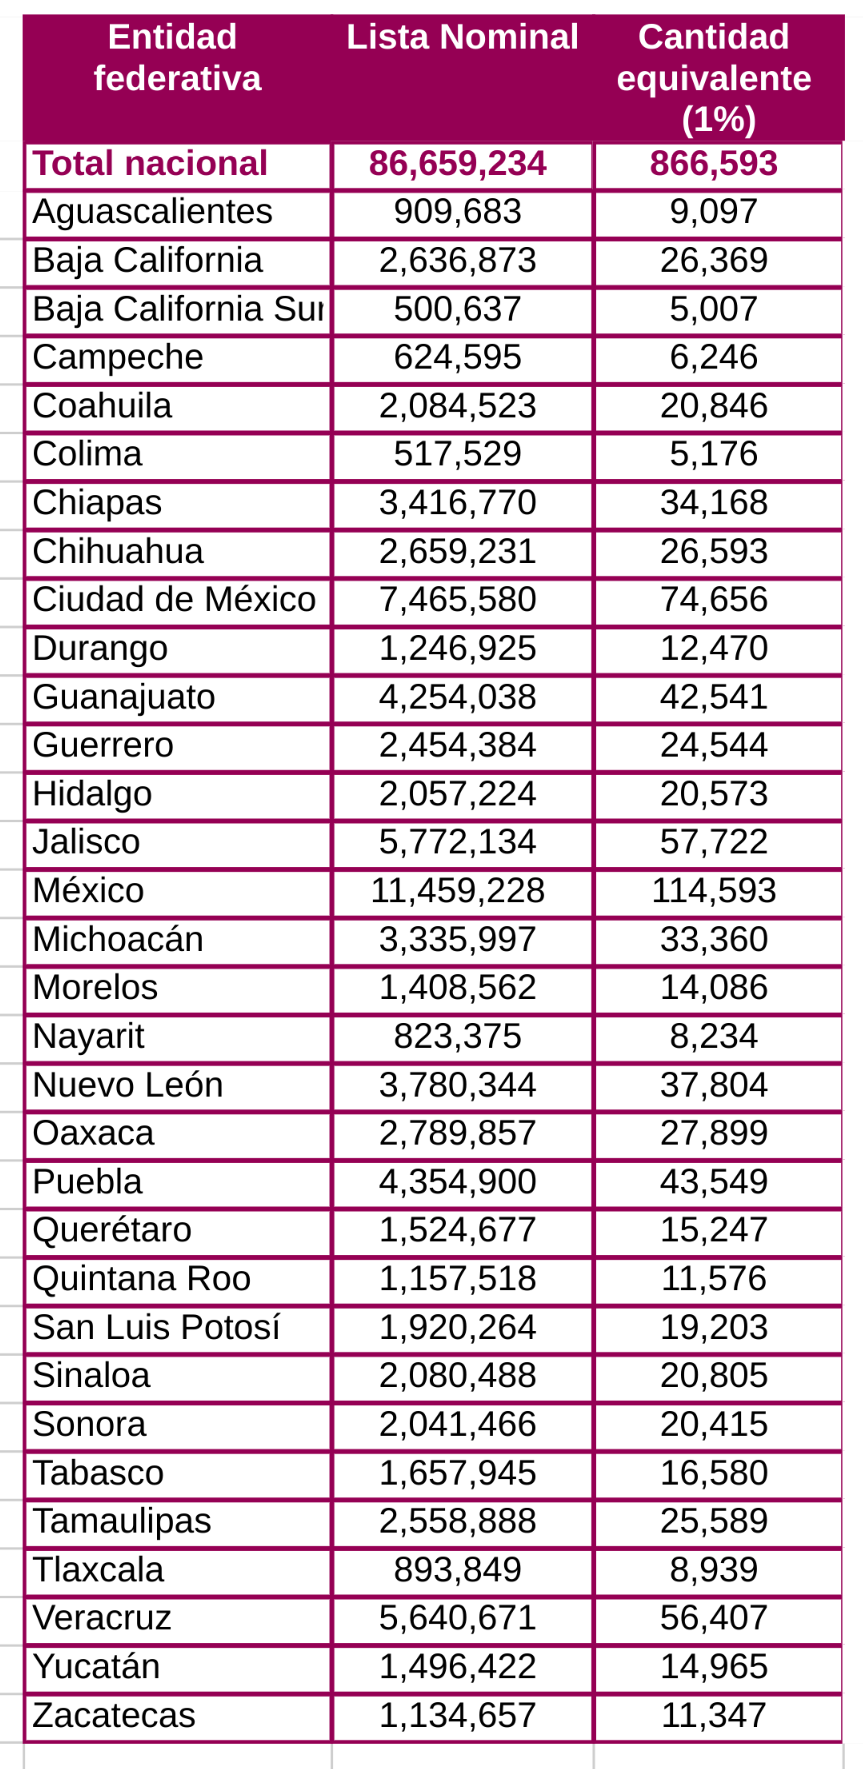 Entidad federativa Lista Nominal Cantidad equivalente (1%)
Total nacional 86,659,234 866,593
Aguascalientes 909,683 9,097
Baja California 2,636,873 26,369
Baja California Sur 500,637 5,007
Campeche 624,595 6,246
Coahuila 2,084,523 20,846
Colima 517,529 5,176
Chiapas 3,416,770 34,168
Chihuahua 2,659,231 26,593
Ciudad de México 7,465,580 74,656
Durango 1,246,925 12,470
Guanajuato 4,254,038 42,541
Guerrero 2,454,384 24,544
Hidalgo 2,057,224 20,573
Jalisco 5,772,134 57,722
México 11,459,228 114,593
Michoacán 3,335,997 33,360
Morelos 1,408,562 14,086
Nayarit 823,375 8,234
Nuevo León 3,780,344 37,804
Oaxaca 2,789,857 27,899
Puebla 4,354,900 43,549
Querétaro 1,524,677 15,247
Quintana Roo 1,157,518 11,576
San Luis Potosí 1,920,264 19,203
Sinaloa 2,080,488 20,805
Sonora 2,041,466 20,415
Tabasco 1,657,945 16,580
Tamaulipas 2,558,888 25,589
Tlaxcala 893,849 8,939
Veracruz 5,640,671 56,407
Yucatán 1,496,422 14,965
Zacatecas 1,134,657 11,347